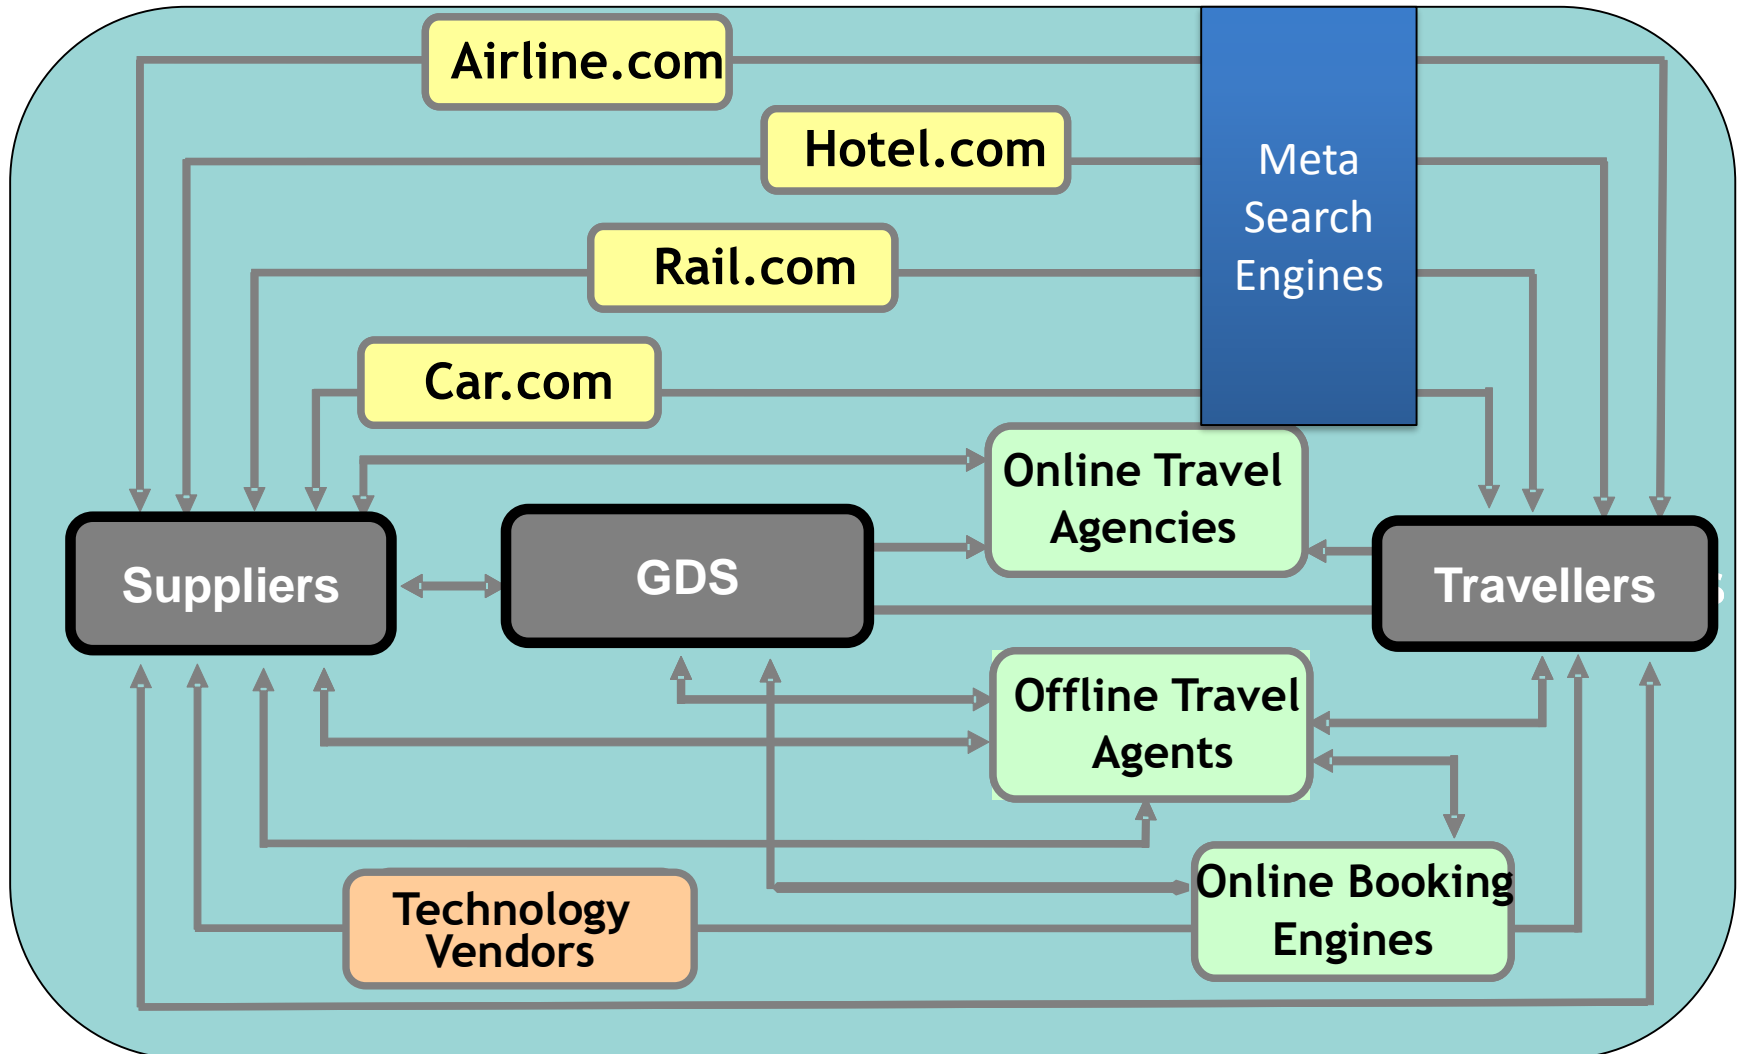 Airline.com
Hotel.com
Meta
Search
Engines
Rail.com
Car.com
Online Travel
Agencies
Suppliers
GDS
Travellers
Offline Travel
Agents
Online Booking
Engines
Technology
Vendors